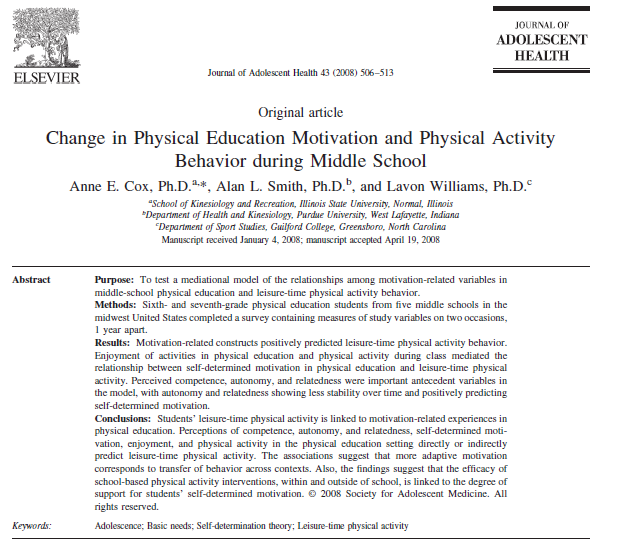 ELSEVIER
Journal of Adolescent Health 43 (2008) 506–513
JOURNAL OF
ADOLESCENT
HEALTH
Original article
Change in Physical Education Motivation and Physical Activity
Behavior during Middle School
Anne E. Cox, Ph.D.a,*, Alan L. Smith, Ph.D.b, and Lavon Williams, Ph.D.c
aSchool of Kinesiology and Recreation, Illinois State University, Normal, Illinois
bDepartment of Health and Kinesiology, Purdue University, West Lafayette, Indiana
cDepartment of Sport Studies, Guilford College, Greensboro, North Carolina
Manuscript received January 4, 2008; manuscript accepted April 19, 2008
Abstract
Purpose: To test a mediational model of the relationships among motivation-related variables in
middle-school physical education and leisure-time physical activity behavior.
Methods: Sixth- and seventh-grade physical education students from five middle schools in the
midwest United States completed a survey containing measures of study variables on two occasions,
1 year apart.
Results: Motivation-related constructs positively predicted leisure-time physical activity behavior.
Enjoyment of activities in physical education and physical activity during class mediated the
relationship between self-determined motivation in physical education and leisure-time physical
activity. Perceived competence, autonomy, and relatedness were important antecedent variables in
the model, with autonomy and relatedness showing less stability over time and positively predicting
self-determined motivation.
Conclusions: Students' leisure-time physical activity is linked to motivation-related experiences in
physical education. Perceptions of competence, autonomy, and relatedness, self-determined moti-
vation, enjoyment, and physical activity in the physical education setting directly or indirectly
predict leisure-time physical activity. The associations suggest that more adaptive motivation
corresponds to transfer of behavior across contexts. Also, the findings suggest that the efficacy of
school-based physical activity interventions, within and outside of school, is linked to the degree of
support for students' self-determined motivation. © 2008 Society for Adolescent Medicine. All
rights reserved.
Keywords: Adolescence; Basic needs; Self-determination theory; Leisure-time physical activity